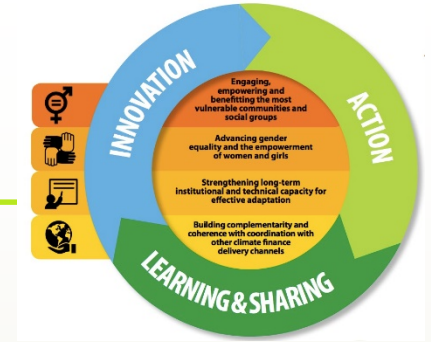 INNOVATION
ACTION
LEARNING & SHARING
Engaging,
empowering and
benefitting the most
vulnerable communities and
social groups
Advancing gender
equality and the empowerment
of women and girls
Strengthening long-term
institutional and technical capacity for
effective adaptation
Building complementarity and
coherence with coordination with
other climate finance
delivery channels